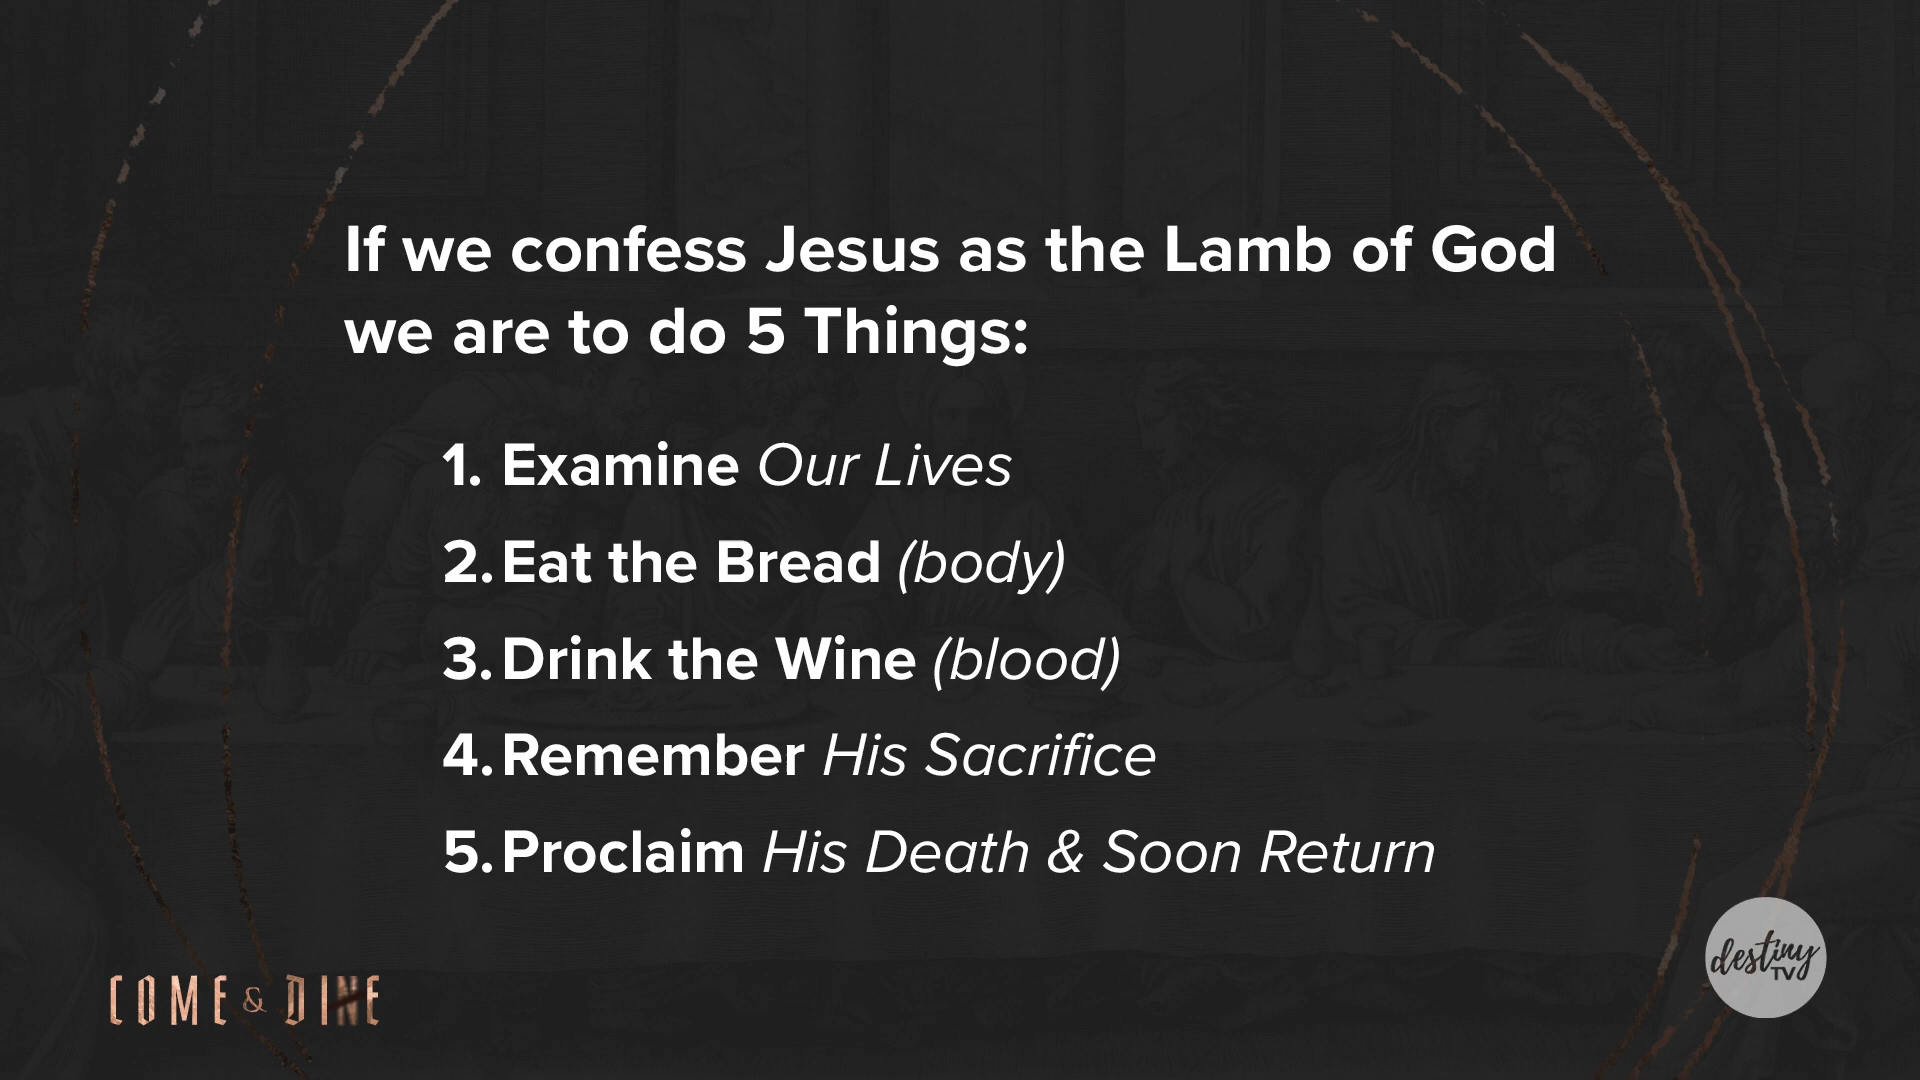 If we confess Jesus as the Lamb of God
we are to do 5 Things:
1. Examine Our Lives
2. Eat the Bread (body)
3. Drink the Wine (blood)
4. Remember His Sacrifice
5. Proclaim His Death & Soon Return
COME & DINE
destiny
TV